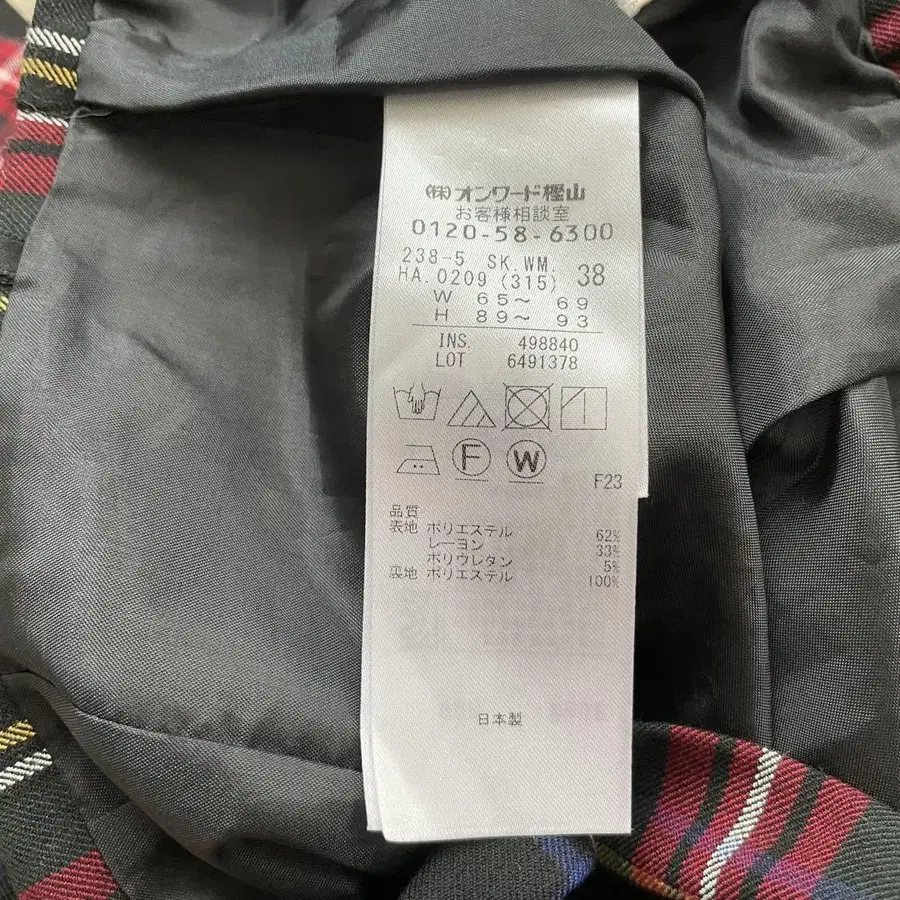 ㈱オンワード樫山
お客様相談室
0120-58-6300
238-5 SK.WM.
HA.0209 (315) 38
W 65～ 69
H 89～ 93
INS. 498840
LOT 6491378
F
W
F23
品質
表地 ポリエステル 62%
レーヨン 33%
ポリウレタン 5%
裏地 ポリエステル 100%
日本製